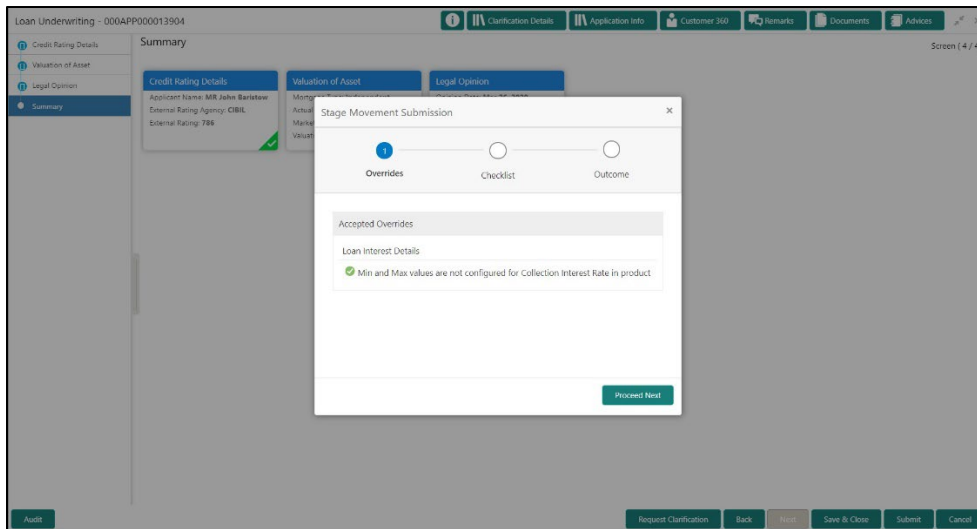 Loan Underwriting - 000APP000013904
Clarification Details
Application Info
Customer 360
Remarks
Documents
Advices
Credit Rating Details
Valuation of Asset
Legal Opinion
Summary
Summary
Screen ( 4 / 4
Credit Rating Details
Applicant Name: MR John Baristow
External Rating Agency: CIBIL
External Rating: 786
Valuation of Asset
Actual
Market
Valuat
Legal Opinion
Stage Movement Submission
×
1
Overrides
Checklist
Outcome
Accepted Overrides
Loan Interest Details
Min and Max values are not configured for Collection Interest Rate in product
Proceed Next
Audit
Request Clarification
Back
Next
Save & Close
Submit
Cancel